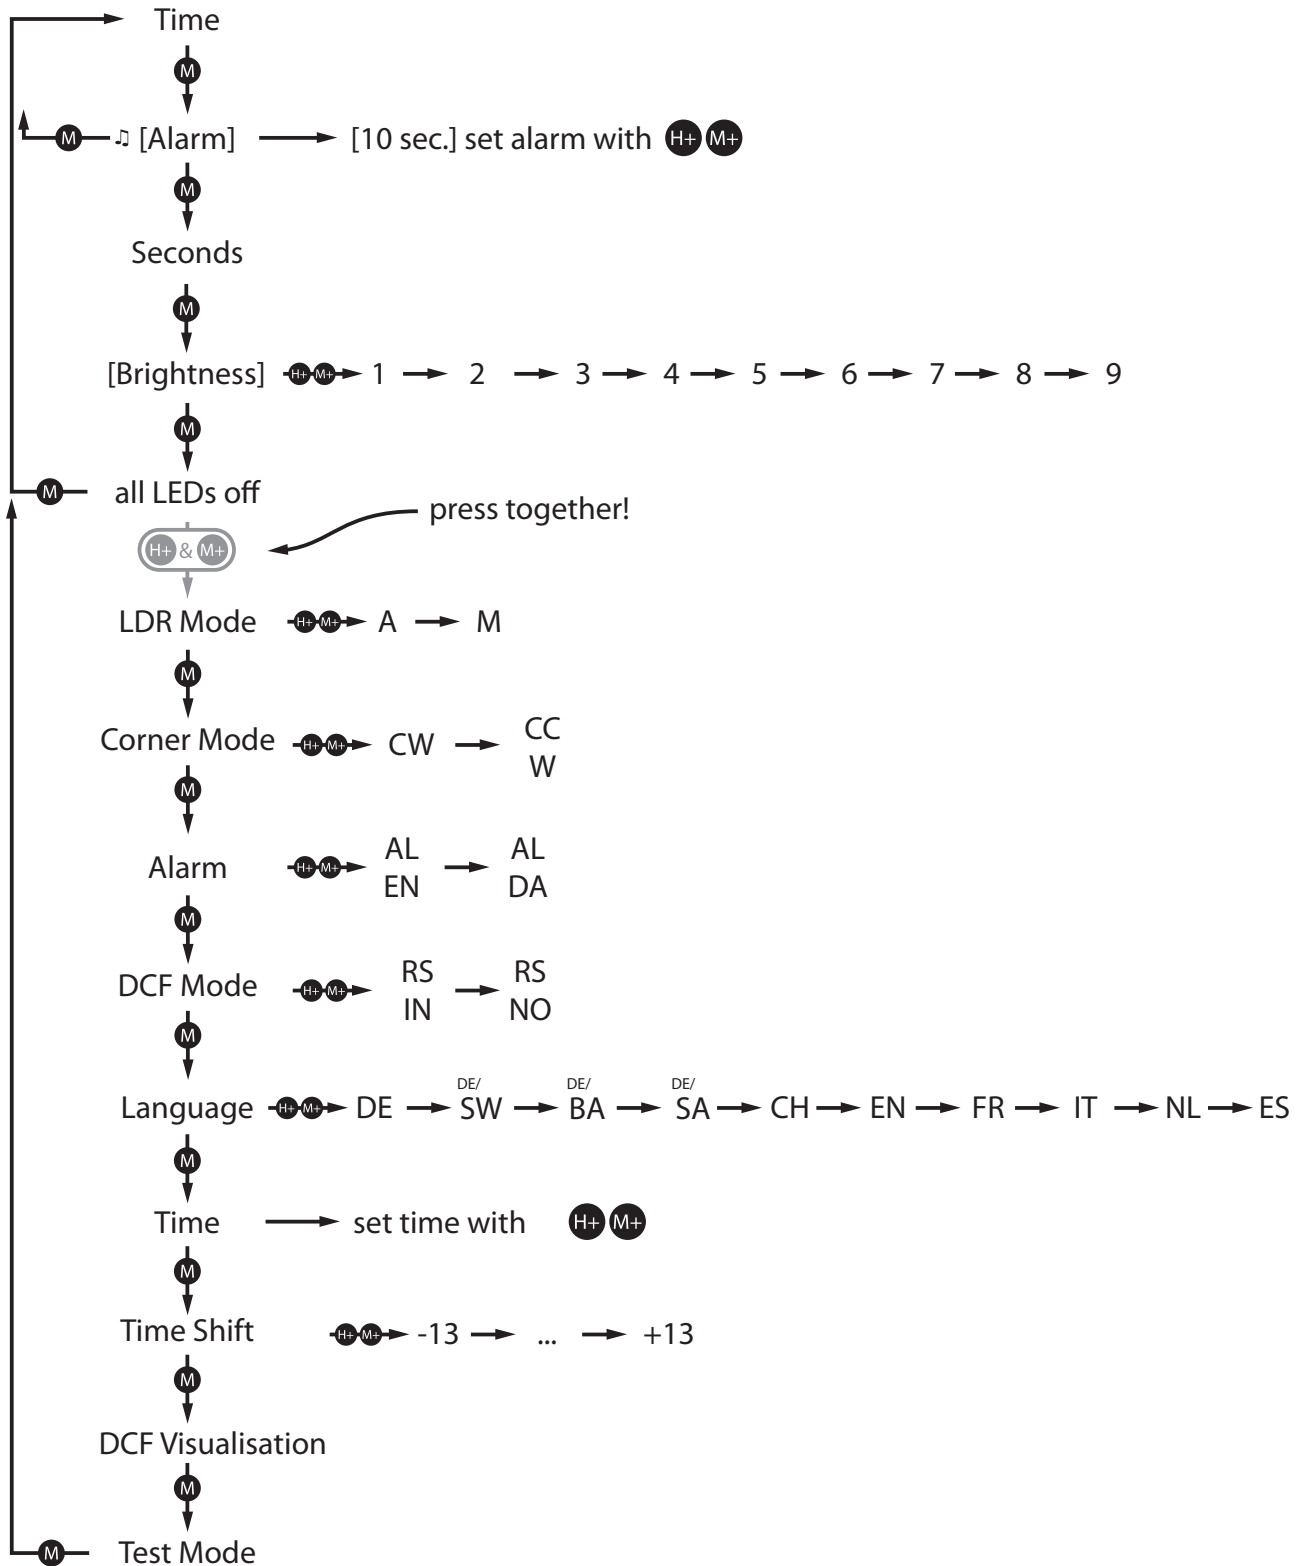 Time
M
M ♫ [Alarm] [10 sec.] set alarm with H+ M+
M
Seconds
M
[Brightness] H+ M+ 1 2 3 4 5 6 7 8 9
M
M all LEDs off
press together!
H+ & M+
LDR Mode H+ M+ A M
M
Corner Mode H+ M+ CW CC
W
M
Alarm H+ M+ AL AL
EN DA
M
DCF Mode H+ M+ RS RS
IN NO
M
DE/ DE/ DE/
Language H+ M+ DE SW BA SA CH EN FR IT NL ES
M
Time set time with H+ M+
M
Time Shift H+ M+ -13 ... +13
M
DCF Visualisation
M
M Test Mode